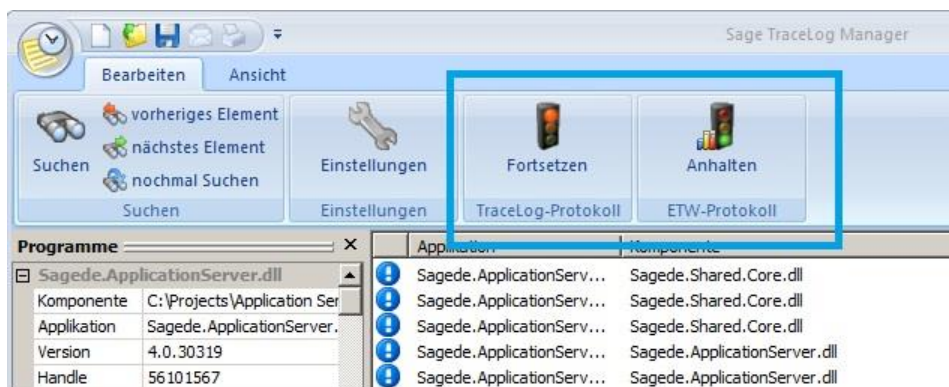 Sage TraceLog Manager
Bearbeiten Ansicht
Suchen
vorheriges Element
nächstes Element
nochmal Suchen
Suchen
Einstellungen
Einstellungen
Fortsetzen
TraceLog-Protokoll
Anhalten
ETW-Protokoll
Programme
Sagede.ApplicationServer.dll
Komponente C:\Projects\Application Ser
Applikation Sagede.ApplicationServer.
Version 4.0.30319
Handle 56101567
Applikation Komponente
Sagede.ApplicationServ... Sagede.Shared.Core.dll
Sagede.ApplicationServ... Sagede.Shared.Core.dll
Sagede.ApplicationServ... Sagede.Shared.Core.dll
Sagede.ApplicationServ... Sagede.ApplicationServer.dll
Sagede.ApplicationServ... Sagede.ApplicationServer.dll